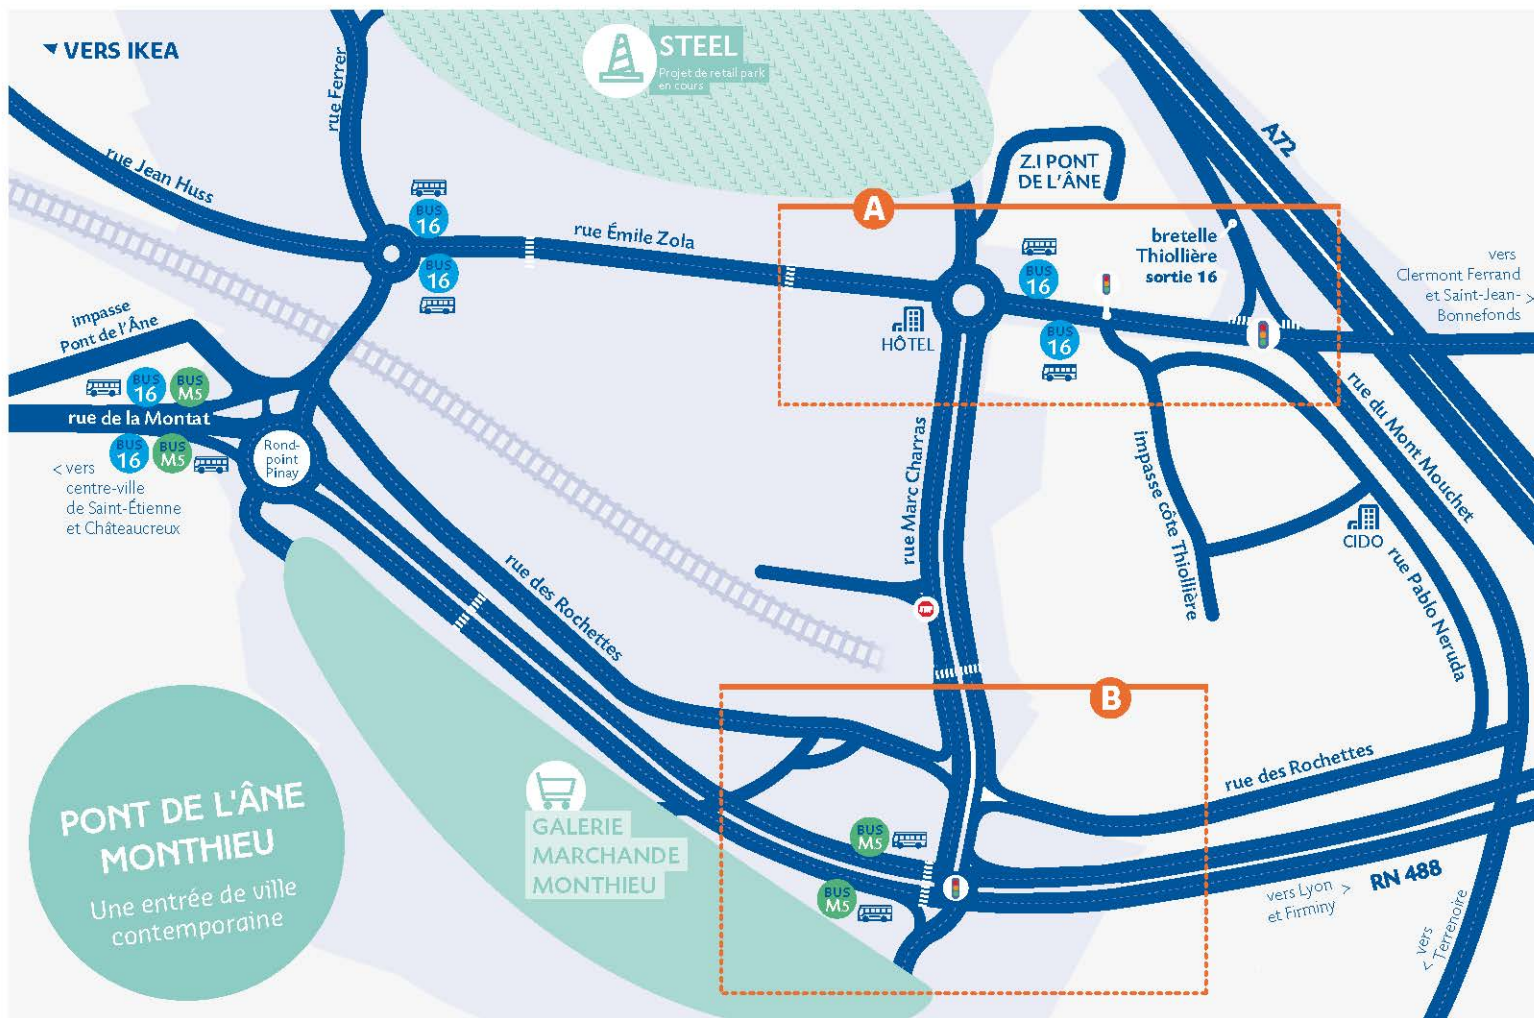 VERS IKEA
STEEL
Projet de retail park
en cours
rue Ferrer
rue Jean Huss
A72
Z.I PONT
DE L'ÂNE
A
BUS
16
BUS
16
rue Émile Zola
bretelle
Thiollière
sortie 16
BUS
16
BUS
16
vers
Clermont Ferrand
et Saint-Jean-
Bonnefonds >
HÔTEL
impasse
Pont de l'Âne
BUS
16
BUS
M5
rue de la Montat
BUS
16
BUS
M5
Rond-
point
Pinay
< vers
centre-ville
de Saint-Étienne
et Châteaucreux
rue Marc Charras
impasse côte Thiollière
rue du Mont Mouchet
CIDO
rue Pablo Neruda
rue des Rochettes
STOP
B
rue des Rochettes
PONT DE L'ÂNE
MONTHIEU
Une entrée de ville
contemporaine
GALERIE
MARCHANDE
MONTHIEU
BUS
M5
BUS
M5
vers Lyon >
et Firminy
RN 488
< vers
Terrenoire